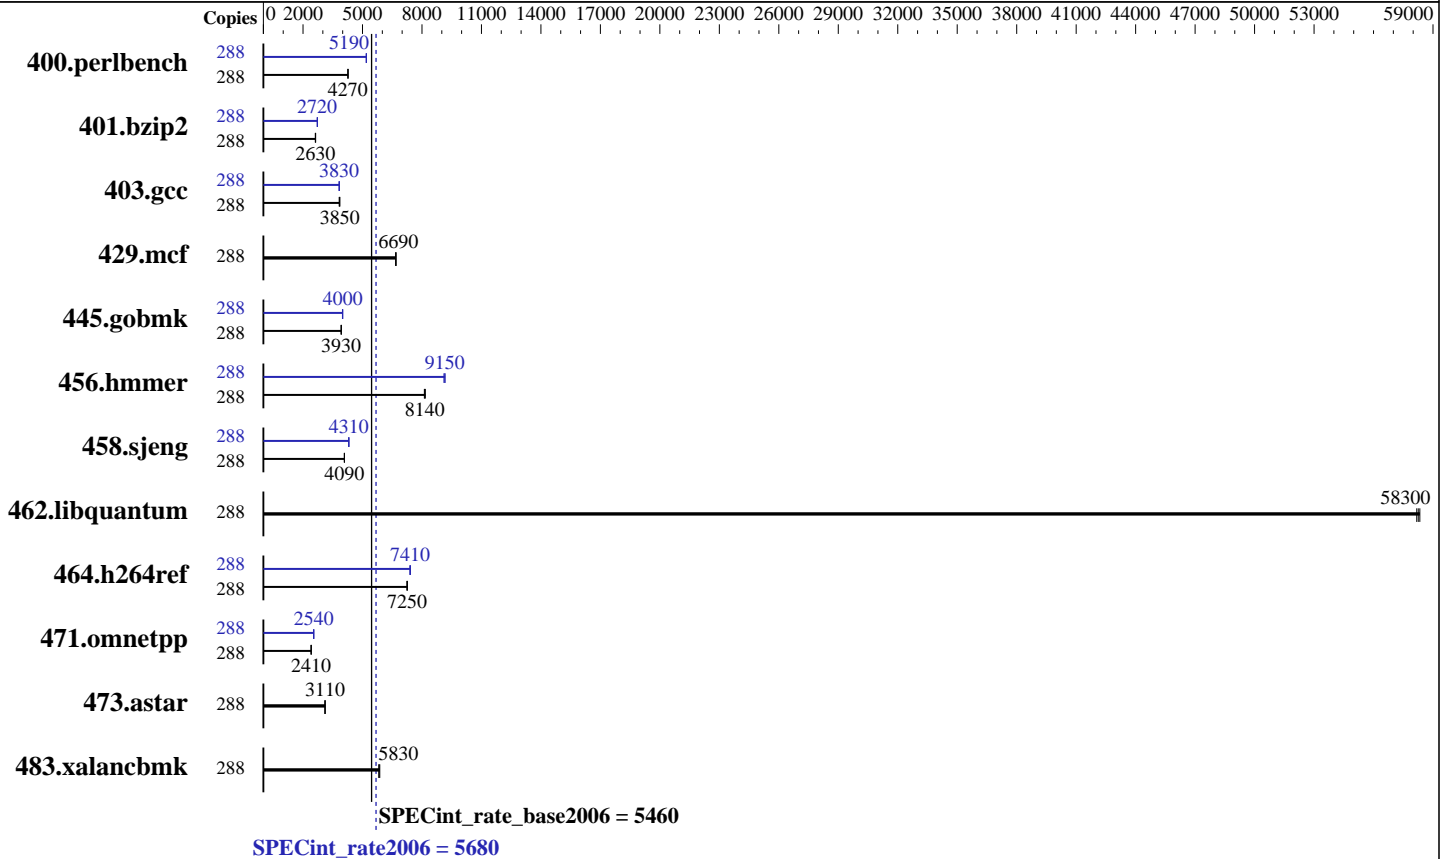 Copies 0 2000 5000 8000 11000 14000 17000 20000 23000 26000 29000 32000 35000 38000 41000 44000 47000 50000 53000 59000
400.perlbench 288 5190
288 4270
401.bzip2 288 2720
288 2630
403.gcc 288 3830
288 3850
429.mcf 288 6690
445.gobmk 288 4000
288 3930
456.hmmer 288 9150
288 8140
458.sjeng 288 4310
288 4090
462.libquantum 288 58300
464.h264ref 288 7410
288 7250
471.omnetpp 288 2540
288 2410
473.astar 288 3110
483.xalancbmk 288 5830
SPECint_rate_base2006 = 5460
SPECint_rate2006 = 5680